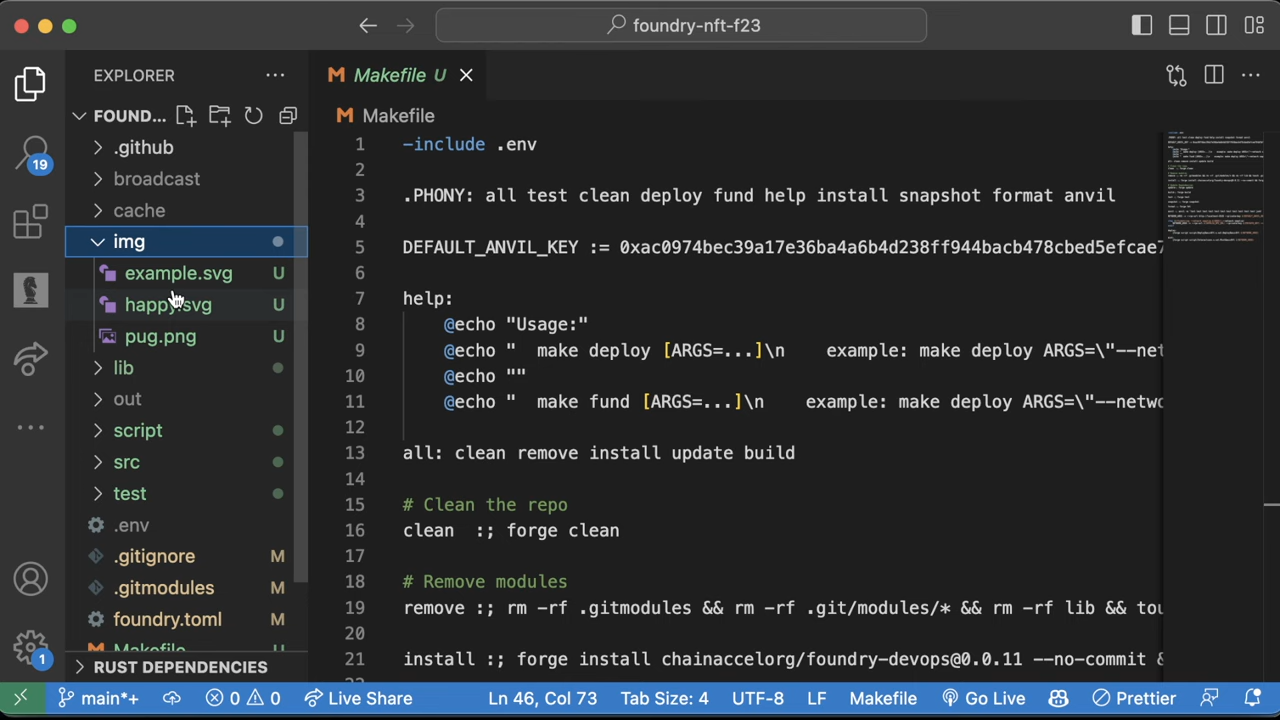 foundry-nft-f23
EXPLORER
Makefile U
FOUND...
Makefile
.github
broadcast
cache
img
example.svg U
happy.svg U
pug.png U
lib
out
script
src
test
.env
.gitignore M
.gitmodules M
foundry.toml M
Makefile U
RUST DEPENDENCIES
19
1
1 -include .env
2
3 .PHONY: all test clean deploy fund help install snapshot format anvil
4
5 DEFAULT_ANVIL_KEY := 0xac0974bec39a17e36ba4a6b4d238ff944bacb478cbed5efcae7
6
7 help:
8 @echo "Usage:"
9 @echo "  make deploy [ARGS=...]\n    example: make deploy ARGS=\"--net
10 @echo ""
11 @echo "  make fund [ARGS=...]\n    example: make deploy ARGS=\"--netwo
12
13 all: clean remove install update build
14
15 # Clean the repo
16 clean  :; forge clean
17
18 # Remove modules
19 remove :; rm -rf .gitmodules && rm -rf .git/modules/* && rm -rf lib && tou
20
21 install :; forge install chainaccelorg/foundry-devops@0.0.11 --no-commit &
main*+ 0 0 Live Share Ln 46, Col 73 Tab Size: 4 UTF-8 LF Makefile Go Live Prettier